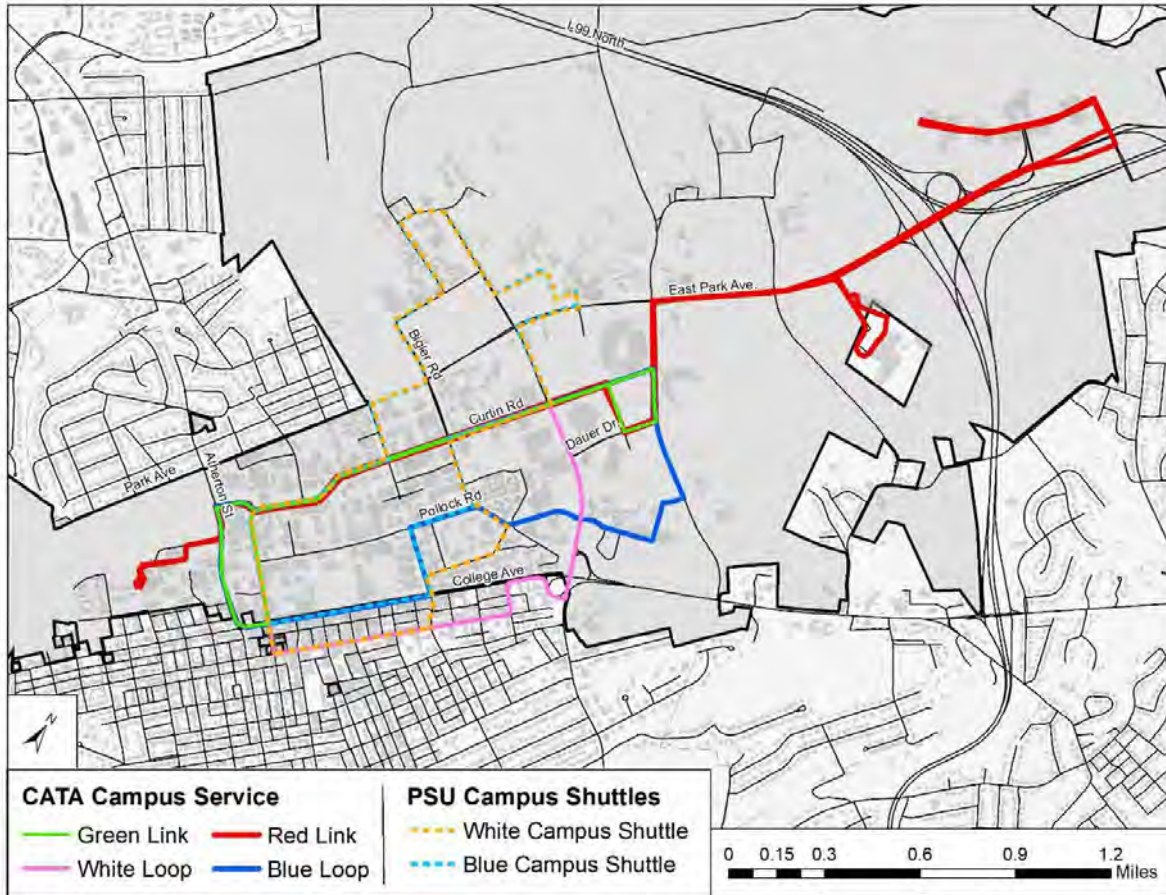 I-99 North
East Park Ave
Bigler Rd
Curtin Rd
Dauer Dr
Park Ave
Atherton St
Pollock Rd
College Ave
N
CATA Campus Service
Green Link
Red Link
White Loop
Blue Loop
PSU Campus Shuttles
White Campus Shuttle
Blue Campus Shuttle
0 0.15 0.3 0.6 0.9 1.2
Miles